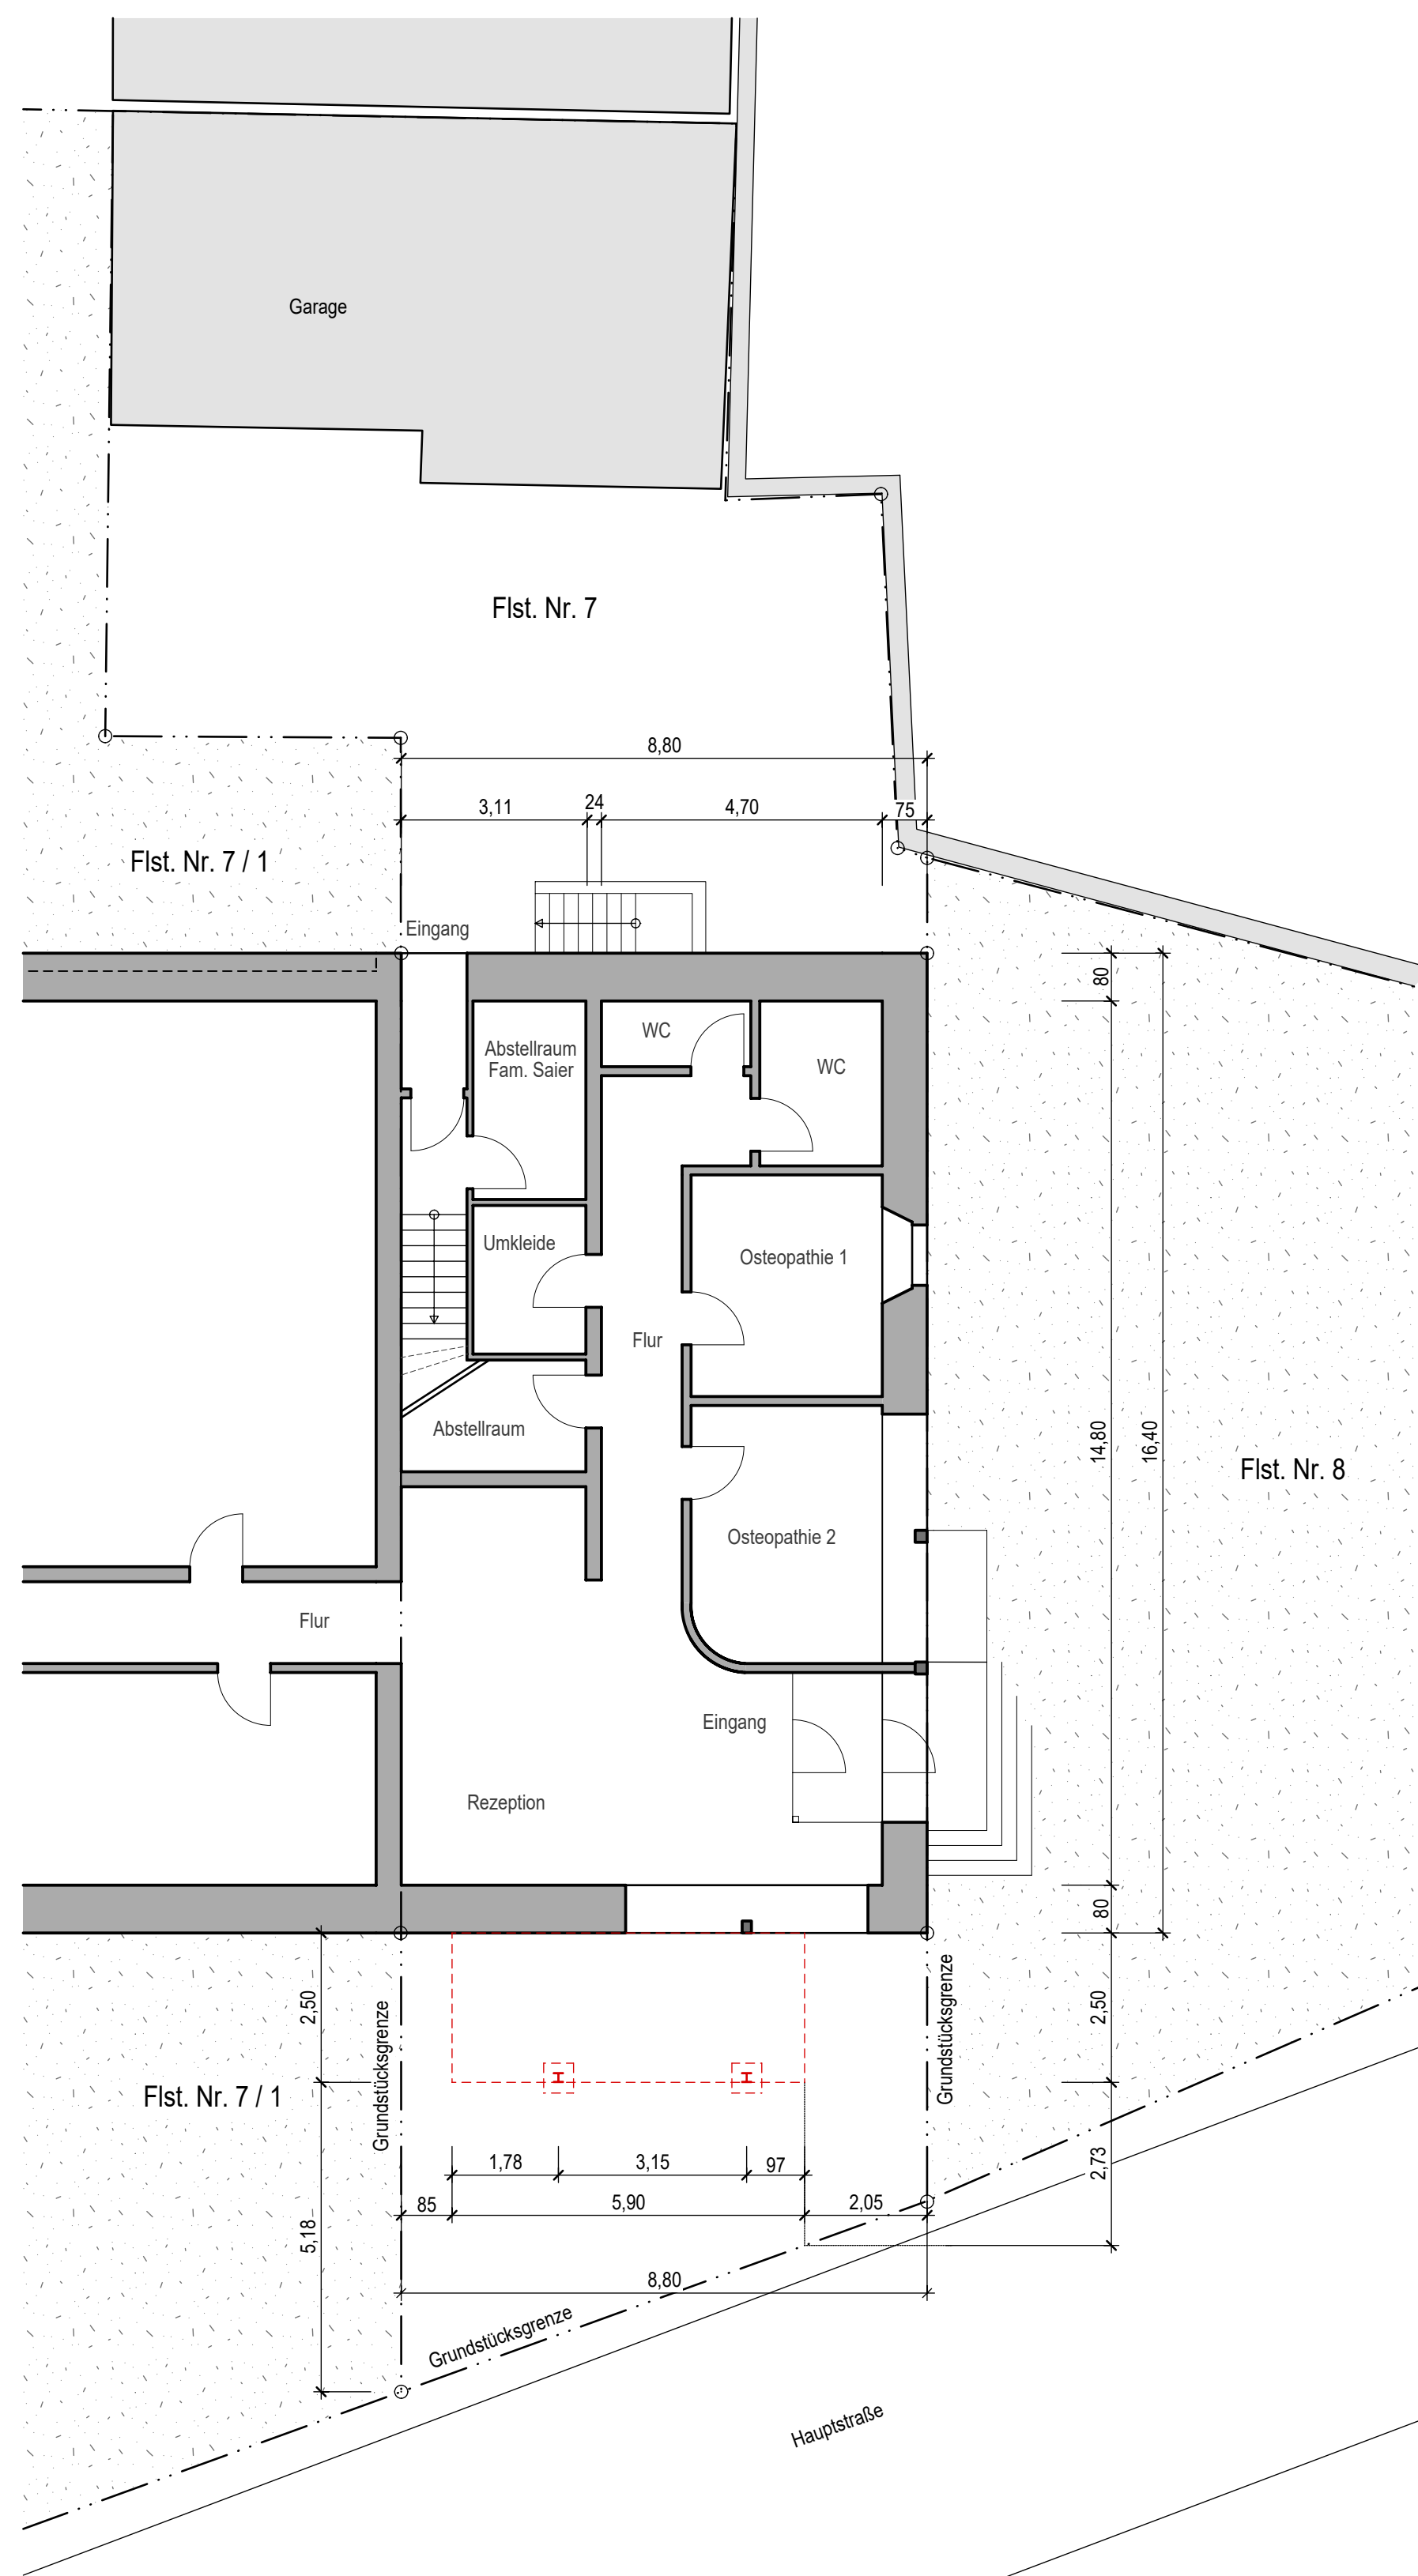 Garage
Flst. Nr. 7
8,80
3,11
24
4,70
75
Flst. Nr. 7 / 1
Eingang
80
WC
Abstellraum
Fam. Saier
WC
Umkleide
Osteopathie 1
Flur
Abstellraum
14,80
16,40
Flst. Nr. 8
Osteopathie 2
Flur
Eingang
Rezeption
80
2,50
Grundstücksgrenze
Grundstücksgrenze
2,50
Flst. Nr. 7 / 1
1,78
3,15
97
2,73
85
5,90
2,05
5,18
8,80
Grundstücksgrenze
Hauptstraße